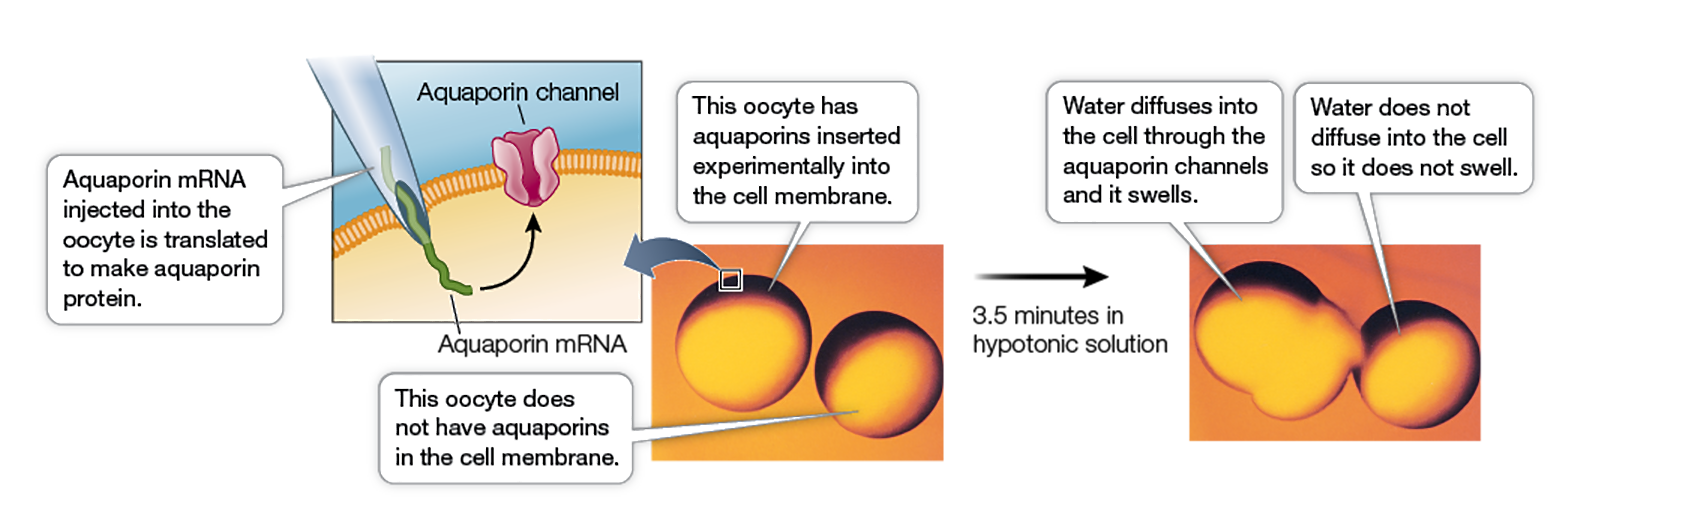 Aquaporin mRNA
injected into the
oocyte is translated
to make aquaporin
protein.
Aquaporin channel
Aquaporin mRNA
This oocyte has
aquaporins inserted
experimentally into
the cell membrane.
This oocyte does
not have aquaporins
in the cell membrane.
3.5 minutes in
hypotonic solution
Water diffuses into
the cell through the
aquaporin channels
and it swells.
Water does not
diffuse into the cell
so it does not swell.